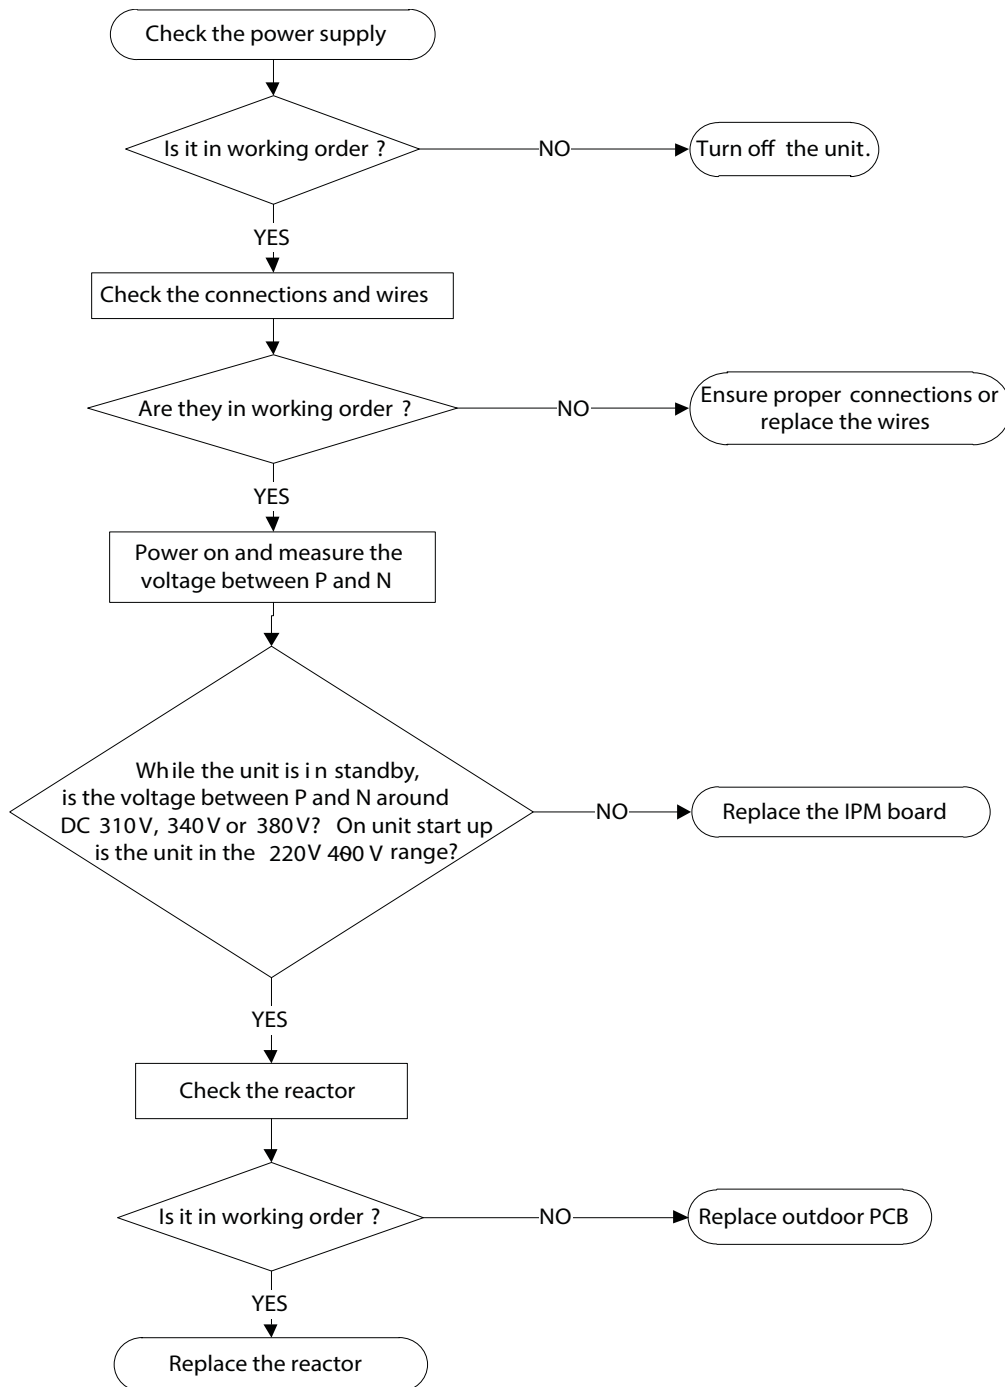 Check the power supply
Is it in working order ?
NO
Turn off the unit.
YES
Check the connections and wires
Are they in working order ?
NO
Ensure proper connections or
replace the wires
YES
Power on and measure the
voltage between P and N
While the unit is in standby,
is the voltage between P and N around
DC 310V, 340V or 380V? On unit start up
is the unit in the 220V 400V range?
NO
Replace the IPM board
YES
Check the reactor
Is it in working order ?
NO
Replace outdoor PCB
YES
Replace the reactor